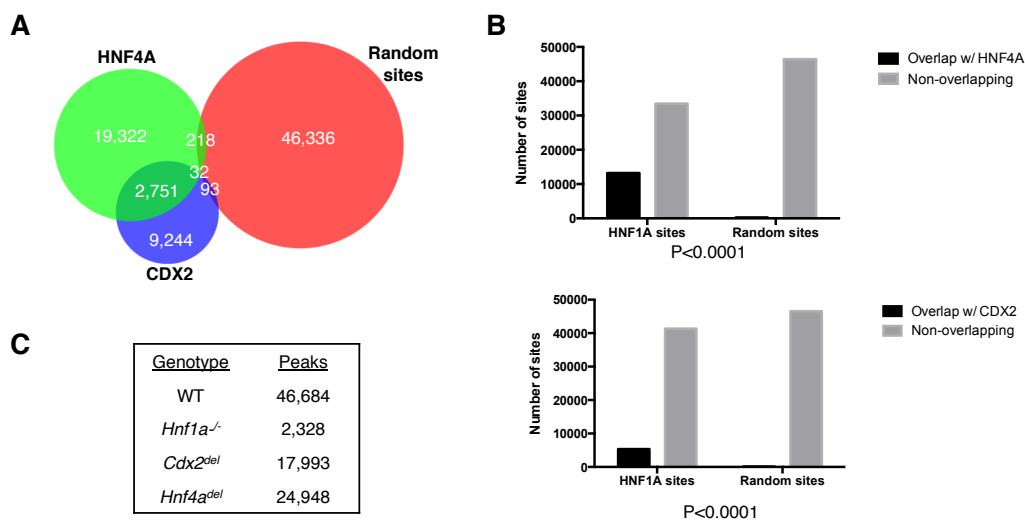 A
HNF4A
Random
sites
19,322
218
46,336
32
2,751
93
9,244
CDX2
B
50000
40000
30000
20000
10000
0
Number of sites
HNF1A sites
Random sites
P<0.0001
Overlap w/ HNF4A
Non-overlapping
50000
40000
30000
20000
10000
0
Number of sites
HNF1A sites
Random sites
P<0.0001
Overlap w/ CDX2
Non-overlapping
C
Genotype Peaks
WT 46,684
Hnf1a-/- 2,328
Cdx2del 17,993
Hnf4adel 24,948